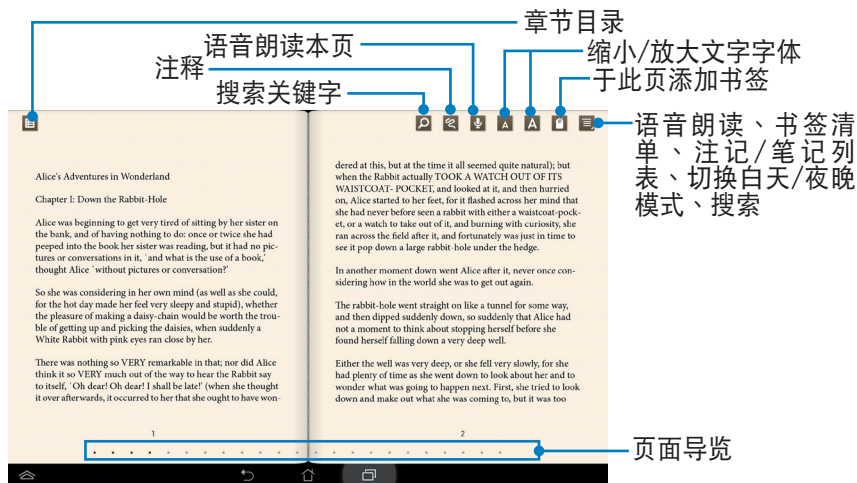 章节目录
语音朗读本页
注释
搜索关键字
缩小/放大文字字体
于此页添加书签
语音朗读、书签清
单、注记/笔记列
表、切换白天/夜晚
模式、搜索
A
A
Alice's Adventures in Wonderland
Chapter I: Down the Rabbit-Hole
Alice was beginning to get very tired of sitting by her sister on
the bank, and of having nothing to do: once or twice she had
peeped into the book her sister was reading, but it had no pic-
tures or conversations in it, `and what is the use of a book,'
thought Alice `without pictures or conversation?'
So she was considering in her own mind (as well as she could,
for the hot day made her feel very sleepy and stupid), whether
the pleasure of making a daisy-chain would be worth the trou-
ble of getting up and picking the daisies, when suddenly a
White Rabbit with pink eyes ran close by her.
There was nothing so VERY remarkable in that; nor did Alice
think it so VERY much out of the way to hear the Rabbit say
to itself, `Oh dear! Oh dear! I shall be late!' (when she thought
it over afterwards, it occurred to her that she ought to have won-
1
dered at this, but at the time it all seemed quite natural); but
when the Rabbit actually TOOK A WATCH OUT OF ITS
WAISTCOAT- POCKET, and looked at it, and then hurried
on, Alice started to her feet, for it flashed across her mind that
she had never before seen a rabbit with either a waistcoat-pock-
et, or a watch to take out of it, and burning with curiosity, she
ran across the field after it, and fortunately was just in time to
see it pop down a large rabbit-hole under the hedge.
In another moment down went Alice after it, never once con-
sidering how in the world she was to get out again.
The rabbit-hole went straight on like a tunnel for some way,
and then dipped suddenly down, so suddenly that Alice had
not a moment to think about stopping herself before she
found herself falling down a very deep well.
Either the well was very deep, or she fell very slowly, for she
had plenty of time as she went down to look about her and to
wonder what was going to happen next. First, she tried to look
down and make out what she was coming to, but it was too
2
页面导览